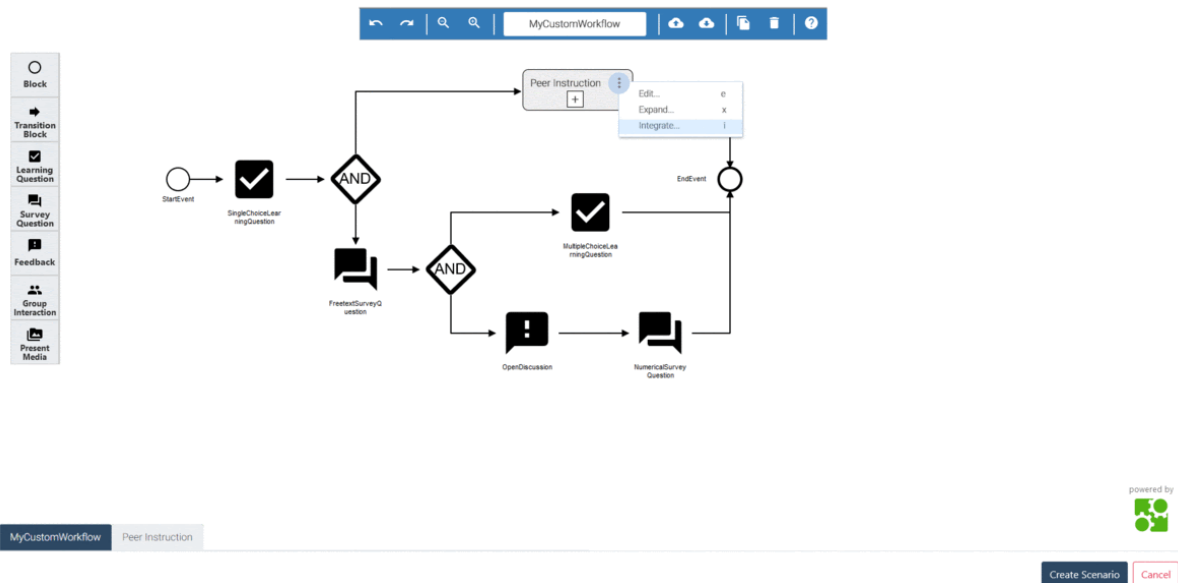 MyCustomWorkflow
Block
Transition
Block
Learning
Question
Survey
Question
Feedback
Group
Interaction
Present
Media
Peer Instruction
Edit... e
Expand... x
Integrate... i
StartEvent
SingleChoiceLear
ningQuestion
AND
EndEvent
MultipleChoiceLea
rningQuestion
FreetextSurveyQ
uestion
AND
OpenDiscussion
NumericalSurvey
Question
powered by
MyCustomWorkflow
Peer Instruction
Create Scenario
Cancel